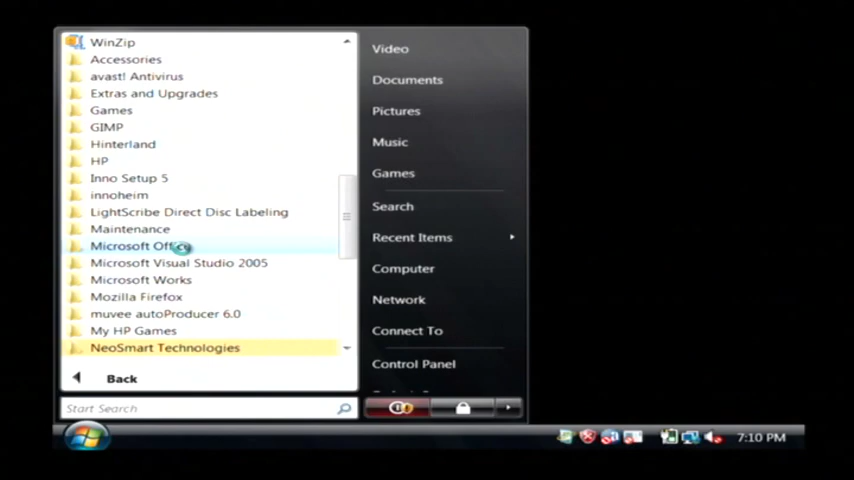 WinZip
Accessories
avast! Antivirus
Extras and Upgrades
Games
GIMP
Hinterland
HP
Inno Setup 5
innoheim
LightScribe Direct Disc Labeling
Maintenance
Microsoft Office
Microsoft Visual Studio 2005
Microsoft Works
Mozilla Firefox
muvee autoProducer 6.0
My HP Games
NeoSmart Technologies
Back
Start Search
Video
Documents
Pictures
Music
Games
Search
Recent Items
Computer
Network
Connect To
Control Panel
7:10 PM